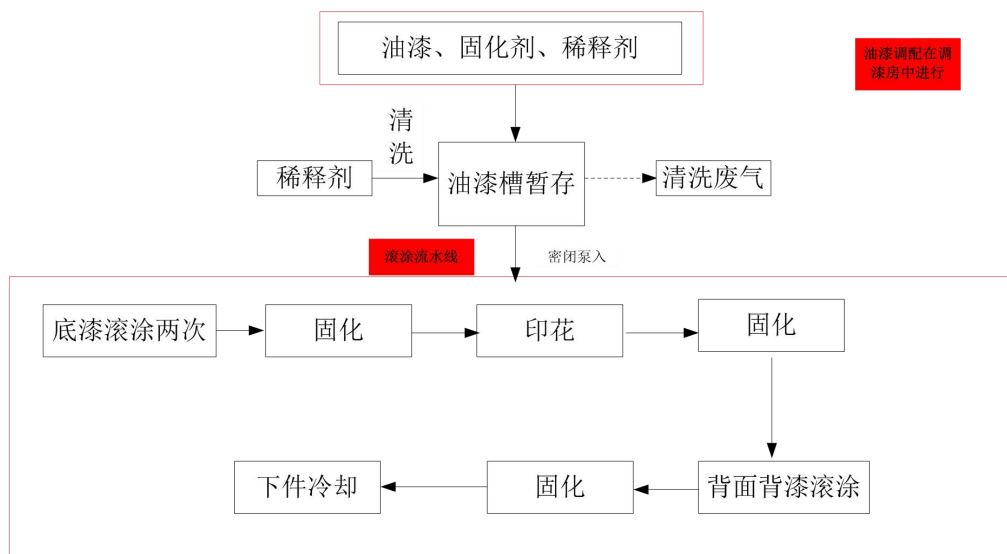 油漆、固化剂、稀释剂
油漆调配在调
漆房中进行
清
洗
稀释剂
油漆槽暂存
清洗废气
滚涂流水线
密闭泵入
底漆滚涂两次
固化
印花
固化
下件冷却
固化
背面背漆滚涂